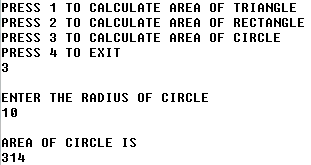 PRESS 1 TO CALCULATE AREA OF TRIANGLE
PRESS 2 TO CALCULATE AREA OF RECTANGLE
PRESS 3 TO CALCULATE AREA OF CIRCLE
PRESS 4 TO EXIT
3
ENTER THE RADIUS OF CIRCLE
10
AREA OF CIRCLE IS
314